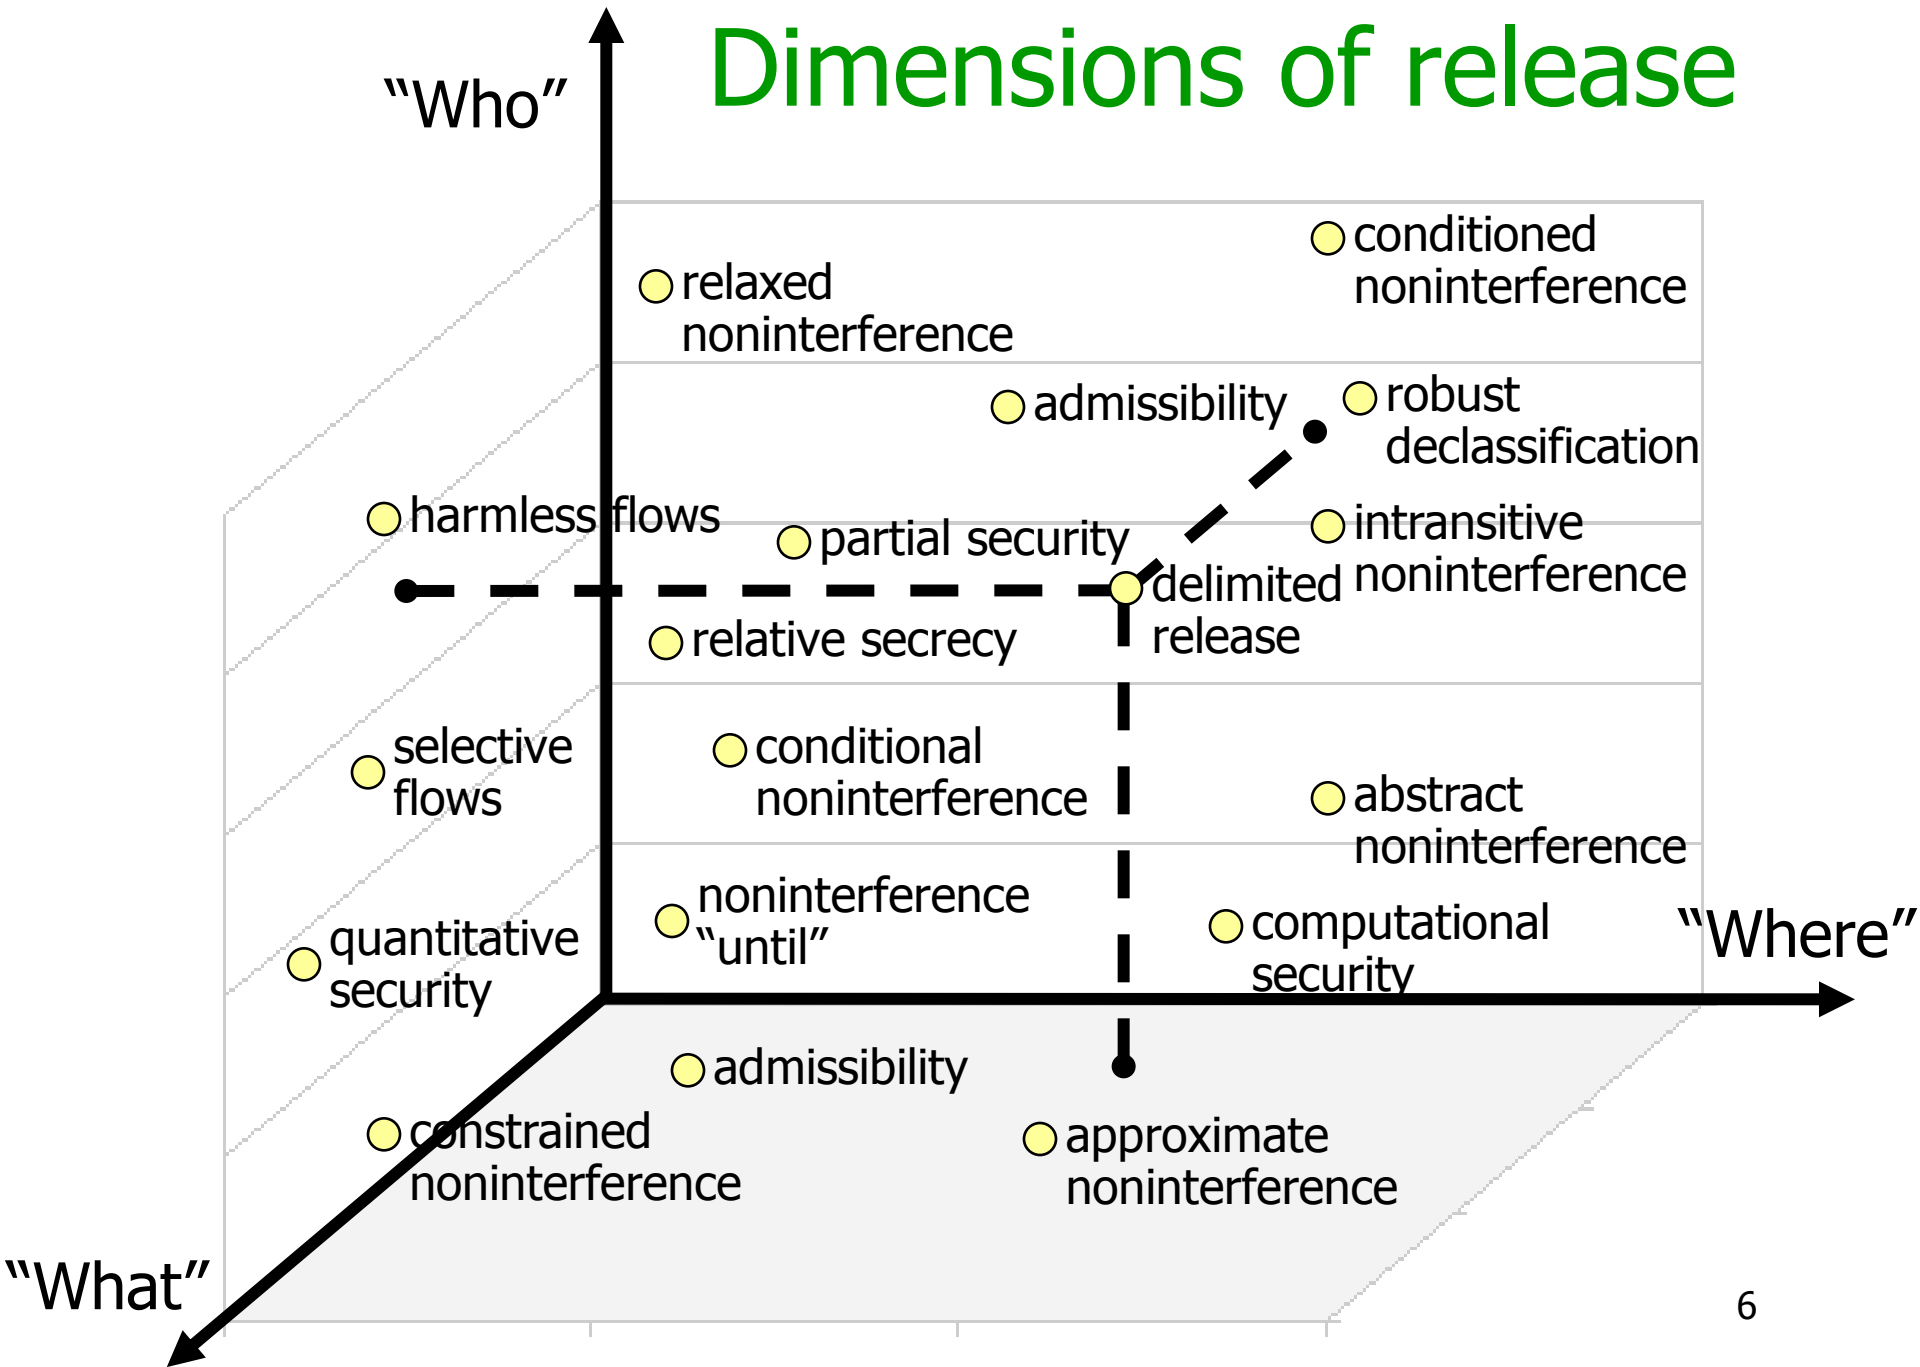 Dimensions of release
“Who”
conditioned
noninterference
relaxed
noninterference
admissibility
robust
declassification
harmless flows
partial security
intransitive
noninterference
delimited
release
relative secrecy
selective
flows
conditional
noninterference
abstract
noninterference
noninterference
“until”
computational
security
“Where”
quantitative
security
admissibility
constrained
noninterference
approximate
noninterference
“What”
6